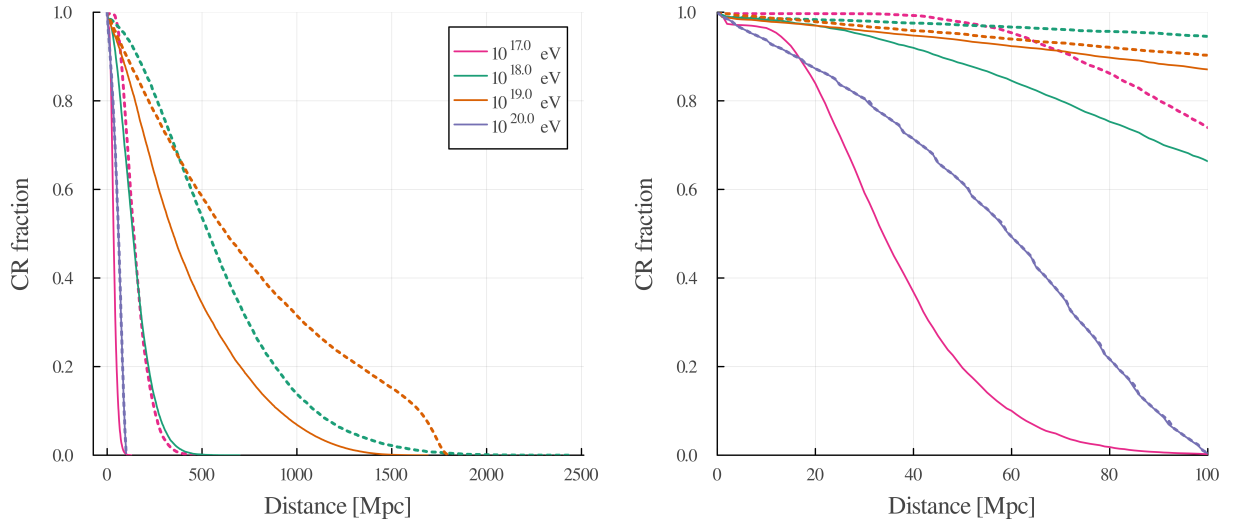 1.0
0.8
0.6
0.4
0.2
0.0
CR fraction
0 500 1000 1500 2000 2500
Distance [Mpc]
10^17.0 eV
10^18.0 eV
10^19.0 eV
10^20.0 eV
1.0
0.8
0.6
0.4
0.2
0.0
CR fraction
0 20 40 60 80 100
Distance [Mpc]